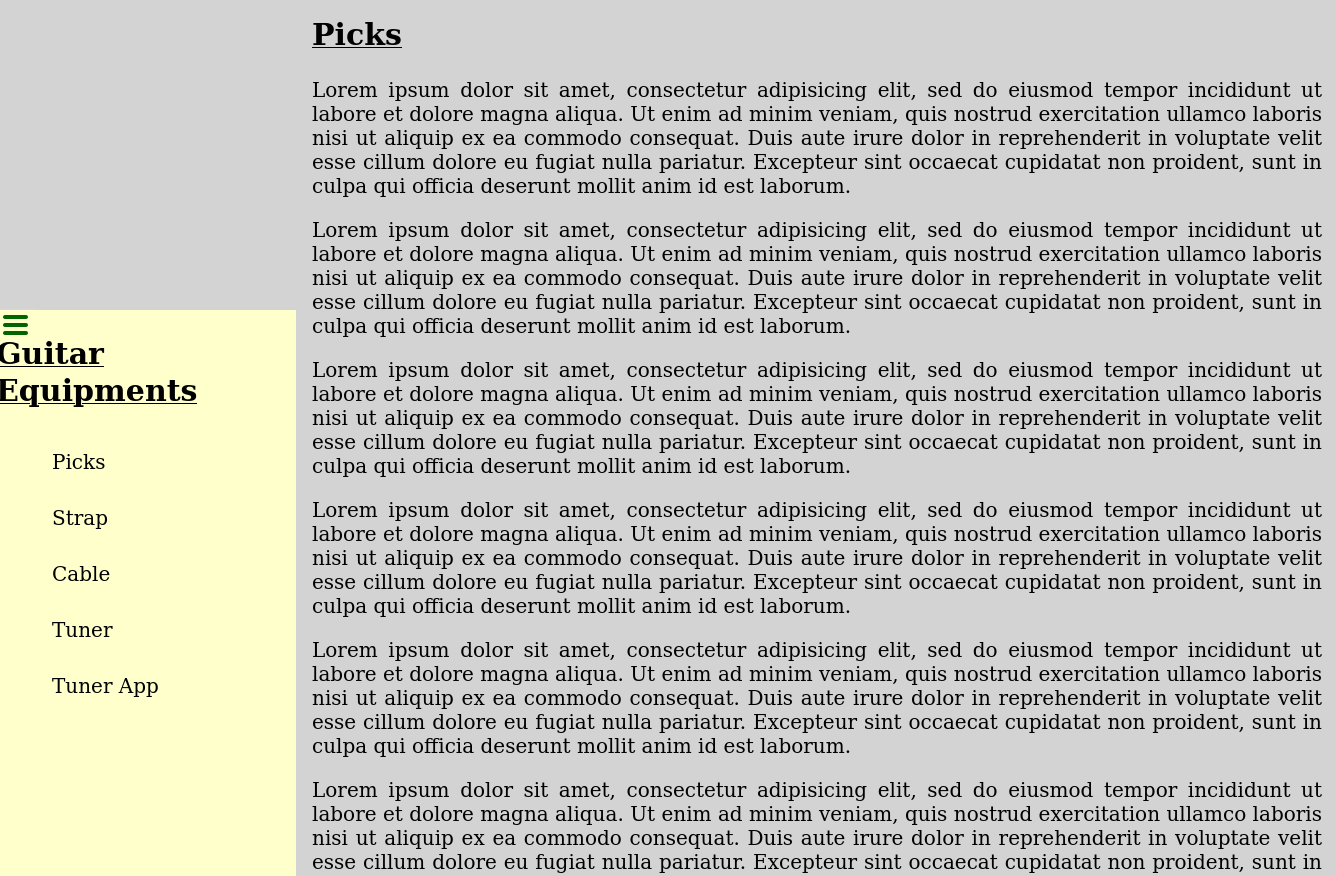 Picks
Lorem ipsum dolor sit amet, consectetur adipisicing elit, sed do eiusmod tempor incididunt ut
labore et dolore magna aliqua. Ut enim ad minim veniam, quis nostrud exercitation ullamco laboris
nisi ut aliquip ex ea commodo consequat. Duis aute irure dolor in reprehenderit in voluptate velit
esse cillum dolore eu fugiat nulla pariatur. Excepteur sint occaecat cupidatat non proident, sunt in
culpa qui officia deserunt mollit anim id est laborum.
Lorem ipsum dolor sit amet, consectetur adipisicing elit, sed do eiusmod tempor incididunt ut
labore et dolore magna aliqua. Ut enim ad minim veniam, quis nostrud exercitation ullamco laboris
nisi ut aliquip ex ea commodo consequat. Duis aute irure dolor in reprehenderit in voluptate velit
esse cillum dolore eu fugiat nulla pariatur. Excepteur sint occaecat cupidatat non proident, sunt in
culpa qui officia deserunt mollit anim id est laborum.
Lorem ipsum dolor sit amet, consectetur adipisicing elit, sed do eiusmod tempor incididunt ut
labore et dolore magna aliqua. Ut enim ad minim veniam, quis nostrud exercitation ullamco laboris
nisi ut aliquip ex ea commodo consequat. Duis aute irure dolor in reprehenderit in voluptate velit
esse cillum dolore eu fugiat nulla pariatur. Excepteur sint occaecat cupidatat non proident, sunt in
culpa qui officia deserunt mollit anim id est laborum.
Lorem ipsum dolor sit amet, consectetur adipisicing elit, sed do eiusmod tempor incididunt ut
labore et dolore magna aliqua. Ut enim ad minim veniam, quis nostrud exercitation ullamco laboris
nisi ut aliquip ex ea commodo consequat. Duis aute irure dolor in reprehenderit in voluptate velit
esse cillum dolore eu fugiat nulla pariatur. Excepteur sint occaecat cupidatat non proident, sunt in
culpa qui officia deserunt mollit anim id est laborum.
Lorem ipsum dolor sit amet, consectetur adipisicing elit, sed do eiusmod tempor incididunt ut
labore et dolore magna aliqua. Ut enim ad minim veniam, quis nostrud exercitation ullamco laboris
nisi ut aliquip ex ea commodo consequat. Duis aute irure dolor in reprehenderit in voluptate velit
esse cillum dolore eu fugiat nulla pariatur. Excepteur sint occaecat cupidatat non proident, sunt in
culpa qui officia deserunt mollit anim id est laborum.
Lorem ipsum dolor sit amet, consectetur adipisicing elit, sed do eiusmod tempor incididunt ut
labore et dolore magna aliqua. Ut enim ad minim veniam, quis nostrud exercitation ullamco laboris
nisi ut aliquip ex ea commodo consequat. Duis aute irure dolor in reprehenderit in voluptate velit
esse cillum dolore eu fugiat nulla pariatur. Excepteur sint occaecat cupidatat non proident, sunt in
Guitar
Equipments
Picks
Strap
Cable
Tuner
Tuner App